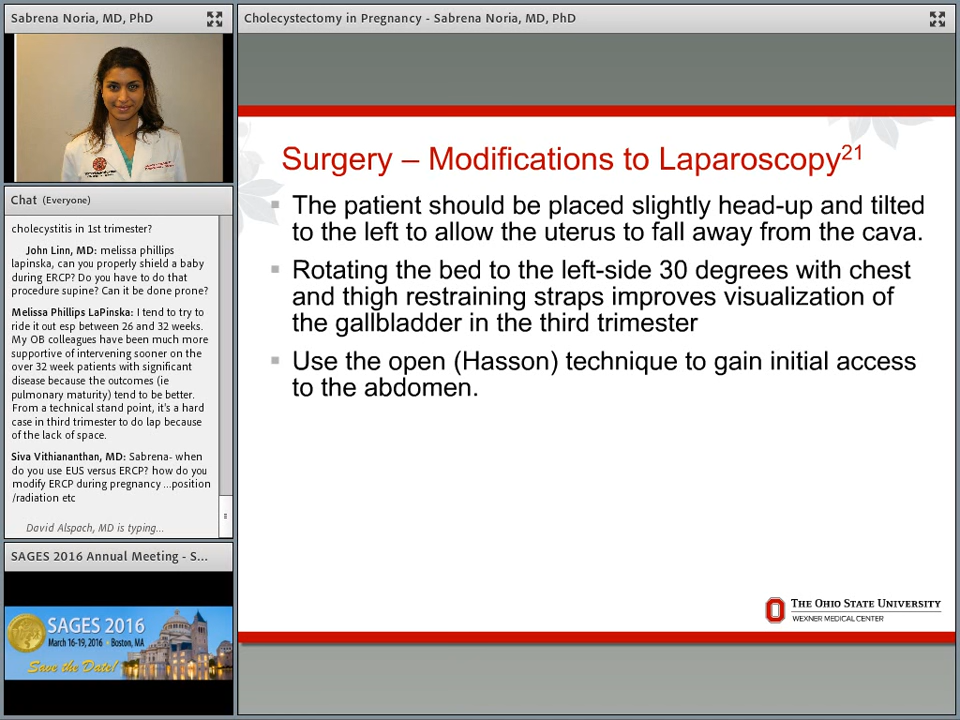 Sabrena Noria, MD, PhD
Cholecystectomy in Pregnancy - Sabrena Noria, MD, PhD
Chat (Everyone)
cholecystitis in 1st trimester?
John Linn, MD: melissa phillips
lapinska, can you properly shield a baby
during ERCP? Do you have to do that
procedure supine? Can it be done prone?
Melissa Phillips LaPinska: I tend to try to
ride it out esp between 26 and 32 weeks.
My OB colleagues have been much more
supportive of intervening sooner on the
over 32 week patients with significant
disease because the outcomes (ie
pulmonary maturity) tend to be better.
From a technical stand point, it's a hard
case in third trimester to do lap because
of the lack of space.
Siva Vithiananthan, MD: Sabrena- when
do you use EUS versus ERCP? how do you
modify ERCP during pregnancy ...position
/radiation etc
David Alspach, MD is typing...
SAGES 2016 Annual Meeting - S...
SAGES 2016
March 16-19, 2016 • Boston, MA
Save the Date!
Surgery – Modifications to Laparoscopy21
The patient should be placed slightly head-up and tilted
to the left to allow the uterus to fall away from the cava.
Rotating the bed to the left-side 30 degrees with chest
and thigh restraining straps improves visualization of
the gallbladder in the third trimester
Use the open (Hasson) technique to gain initial access
to the abdomen.
THE OHIO STATE UNIVERSITY
WEXNER MEDICAL CENTER